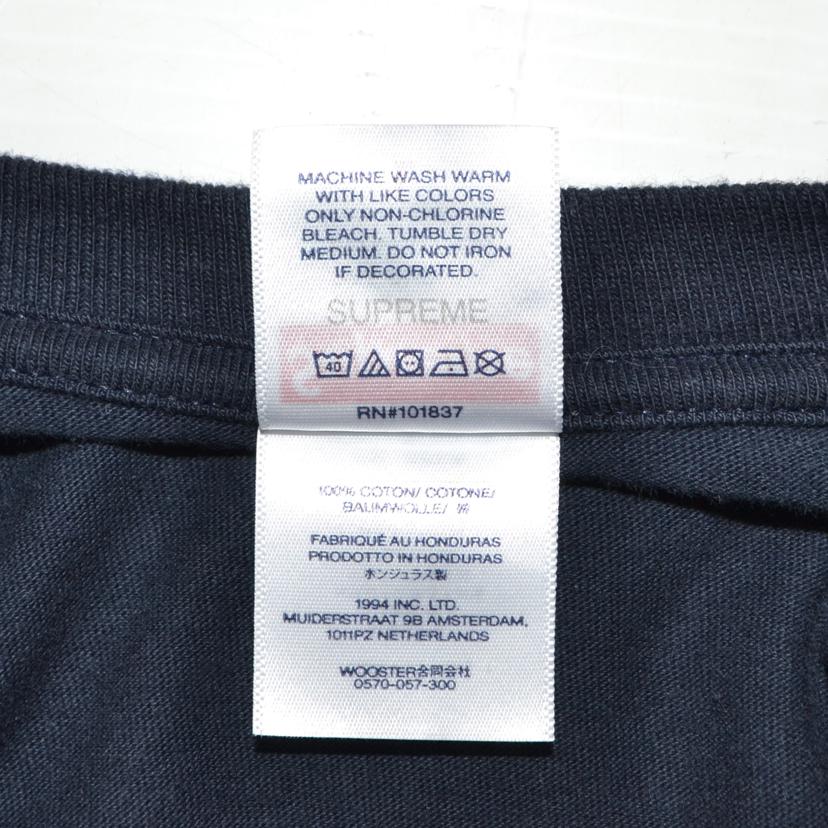 MACHINE WASH WARM
WITH LIKE COLORS
ONLY NON-CHLORINE
BLEACH. TUMBLE DRY
MEDIUM. DO NOT IRON
IF DECORATED.
SUPREME
40
RN#101837
100% COTON/ COTONE/
BAUMWOLLE/ 綿
FABRIQUÉ AU HONDURAS
PRODOTTO IN HONDURAS
ホンジュラス製
1994 INC. LTD.
MUIDERSTRAAT 9B AMSTERDAM,
1011PZ NETHERLANDS
WOOSTER合同会社
0570-057-300